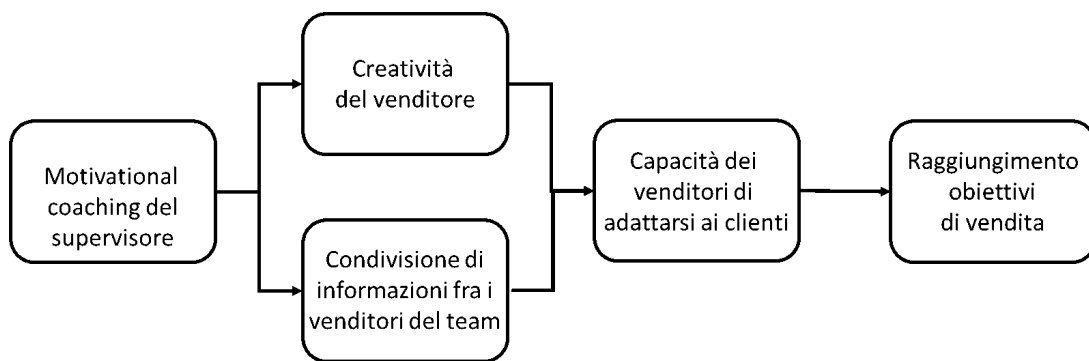 Motivational
coaching del
supervisore
Creatività
del venditore
Condivisione di
informazioni fra i
venditori del team
Capacità dei
venditori di
adattarsi ai clienti
Raggiungimento
obiettivi
di vendita